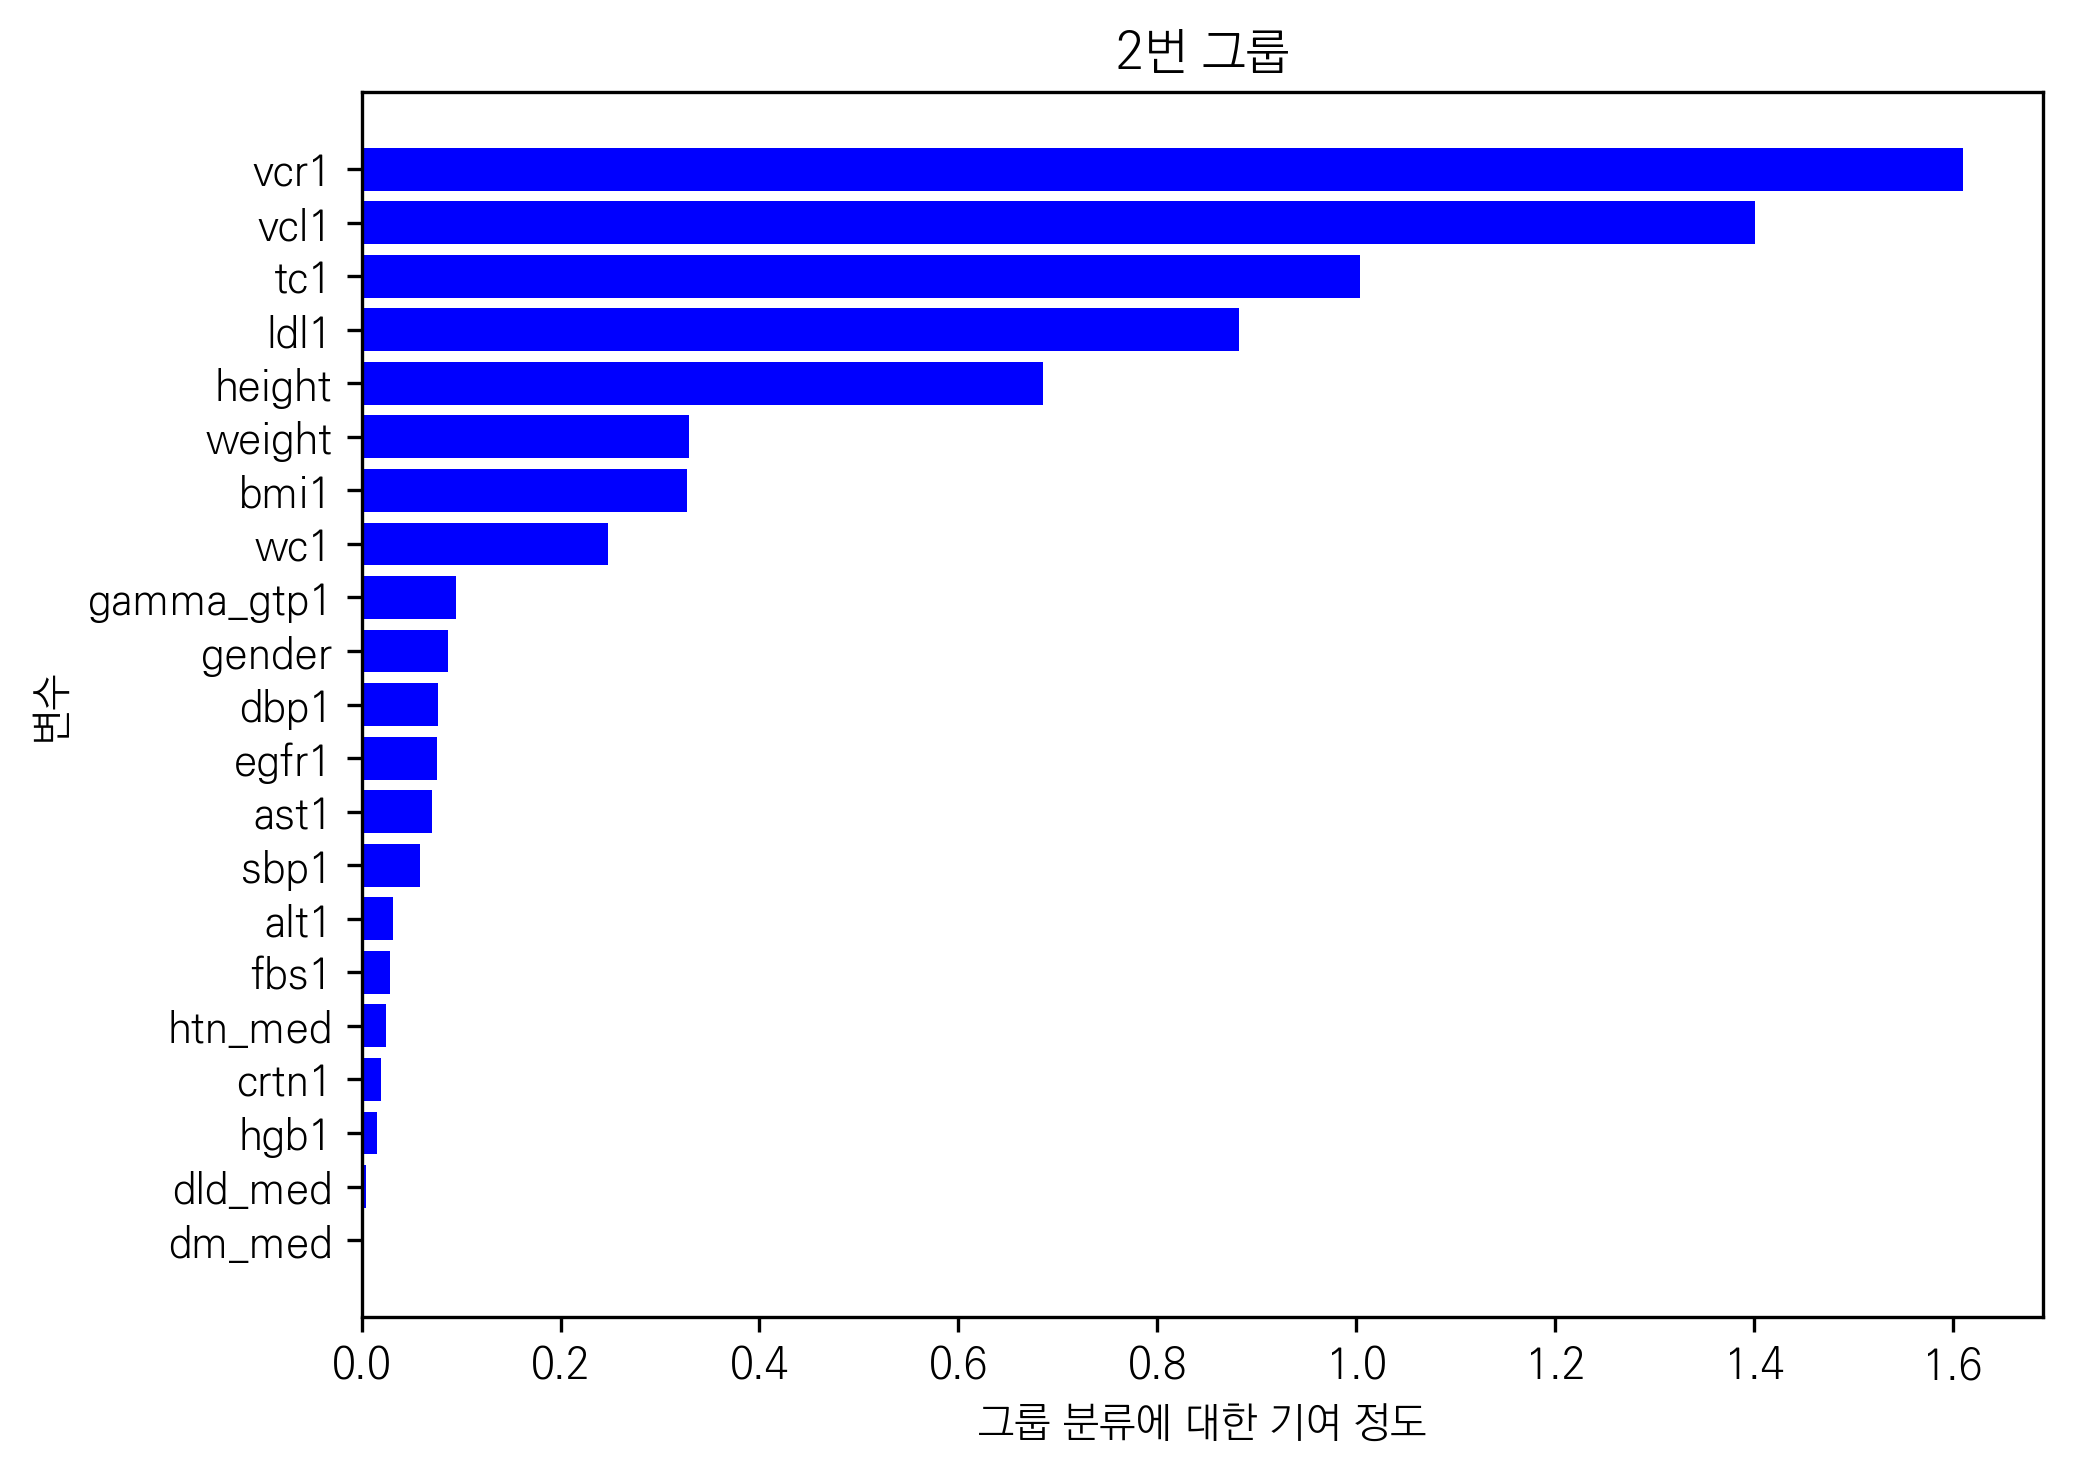 2번 그룹
변수
vcr1
vcl1
tc1
ldl1
height
weight
bmi1
wc1
gamma_gtp1
gender
dbp1
egfr1
ast1
sbp1
alt1
fbs1
htn_med
crtn1
hgb1
dld_med
dm_med
0.0 0.2 0.4 0.6 0.8 1.0 1.2 1.4 1.6
그룹 분류에 대한 기여 정도